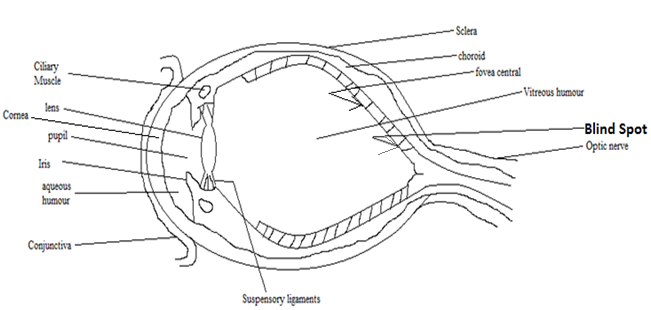 Sclera
choroid
fovea central
Vitreous humour
Blind Spot
Optic nerve
Ciliary
Muscle
lens
Cornea
pupil
Iris
aqueous
humour
Conjunctiva
Suspensory ligaments